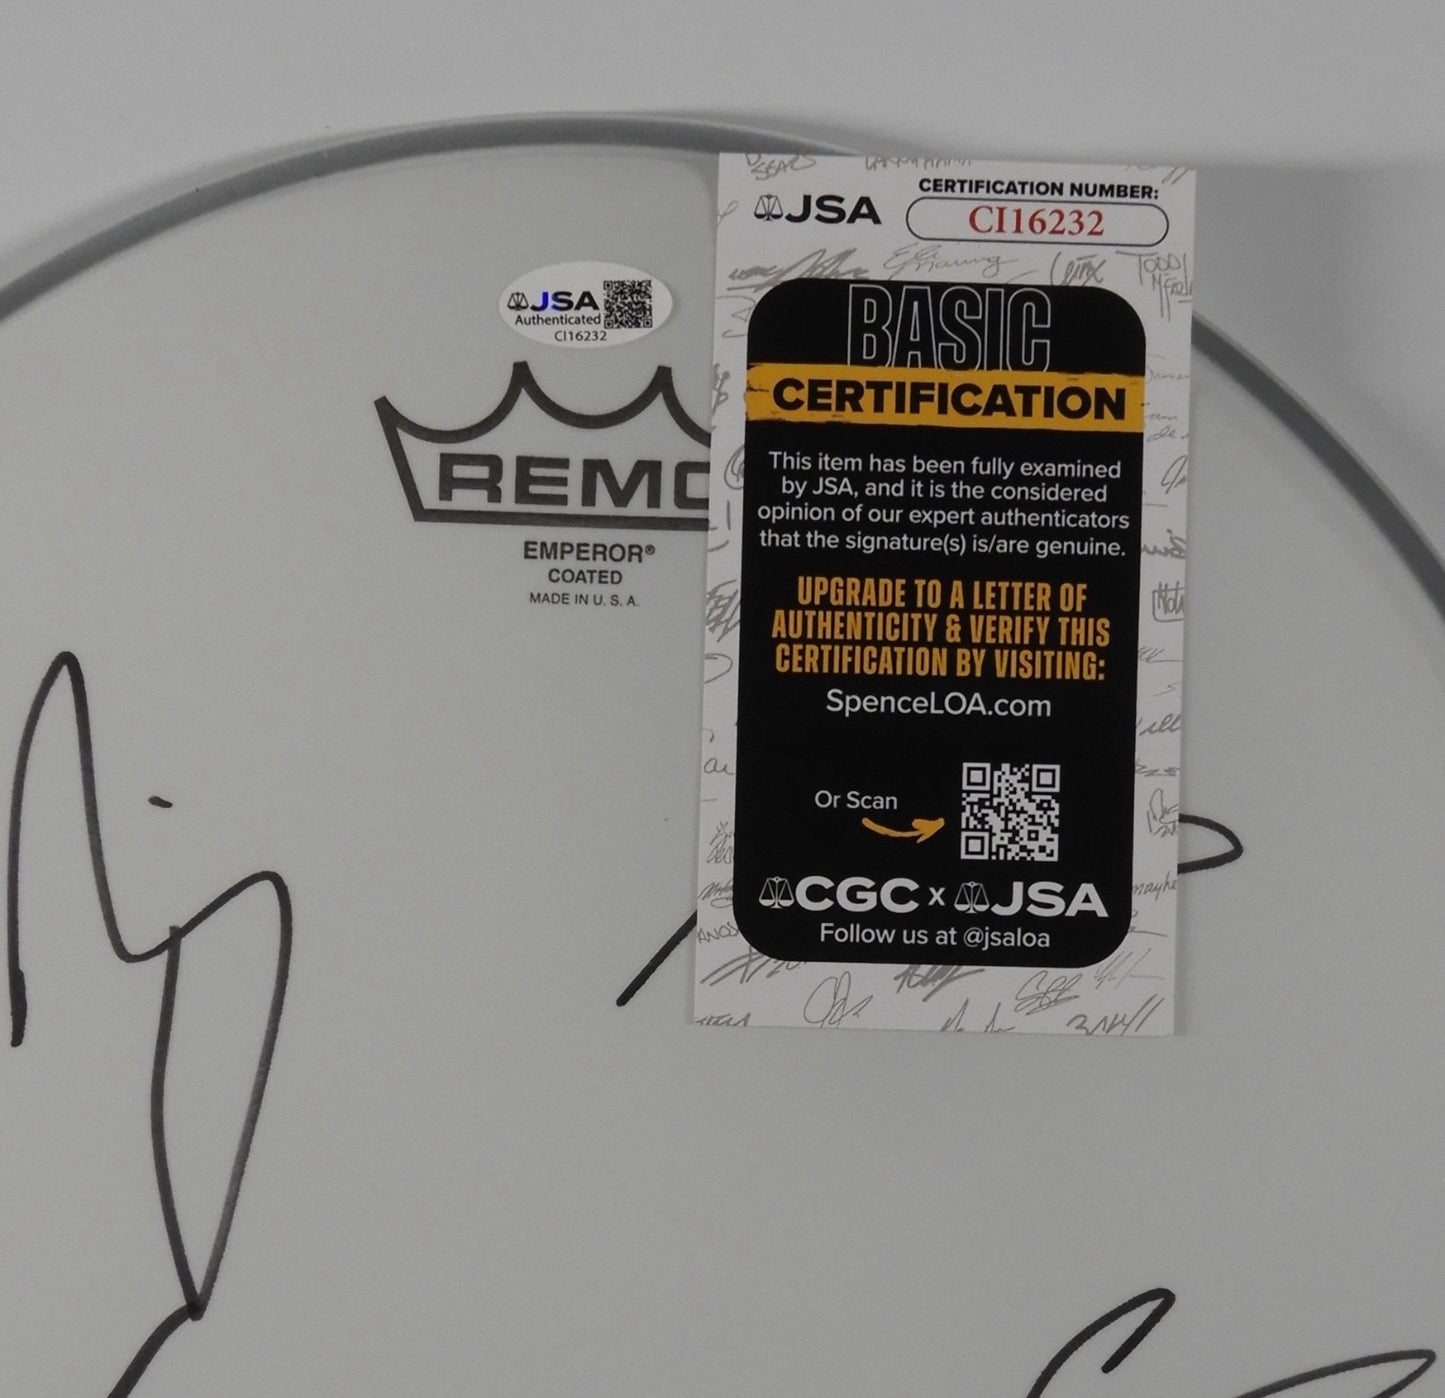 JSA
CERTIFICATION NUMBER:
CI16232
JSA
Authenticated
CI16232
REMO
EMPEROR®
COATED
MADE IN U. S. A.
BASIC
CERTIFICATION
This item has been fully examined
by JSA, and it is the considered
opinion of our expert authenticators
that the signature(s) is/are genuine.
UPGRADE TO A LETTER OF
AUTHENTICITY & VERIFY THIS
CERTIFICATION BY VISITING:
SpenceLOA.com
Or Scan
CGC x JSA
Follow us at @jsaloa